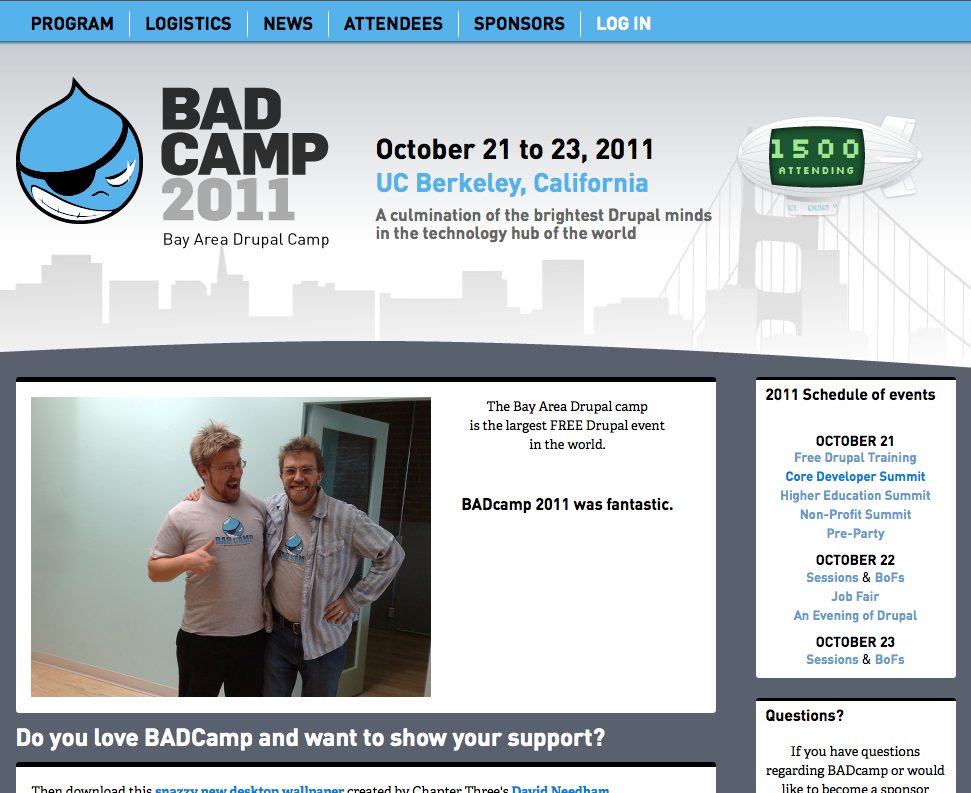 PROGRAM LOGISTICS NEWS ATTENDEES SPONSORS LOG IN
BAD
CAMP
2011
Bay Area Drupal Camp
October 21 to 23, 2011
UC Berkeley, California
A culmination of the brightest Drupal minds
in the technology hub of the world
1500
ATTENDING
The Bay Area Drupal camp
is the largest FREE Drupal event
in the world.
BADcamp 2011 was fantastic.
BAD CAMP
BAD CAM
Do you love BADCamp and want to show your support?
Then download this snazzy new desktop wallpaper created by Chapter Three's David Needham
2011 Schedule of events
OCTOBER 21
Free Drupal Training
Core Developer Summit
Higher Education Summit
Non-Profit Summit
Pre-Party
OCTOBER 22
Sessions & BoFs
Job Fair
An Evening of Drupal
OCTOBER 23
Sessions & BoFs
Questions?
If you have questions
regarding BADcamp or would
like to become a sponsor